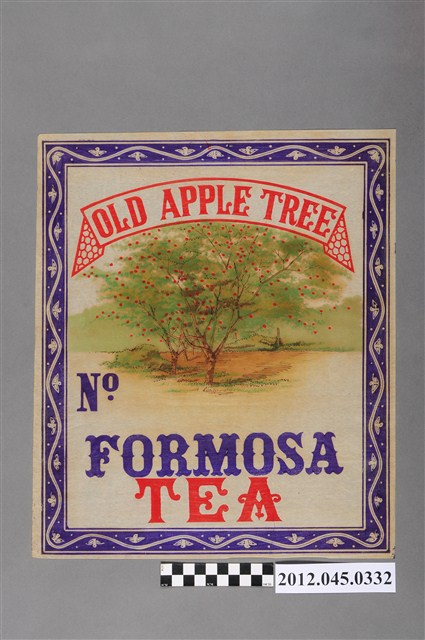 OLD APPLE TREE
Nº
FORMOSA
TEA
2012.045.0332